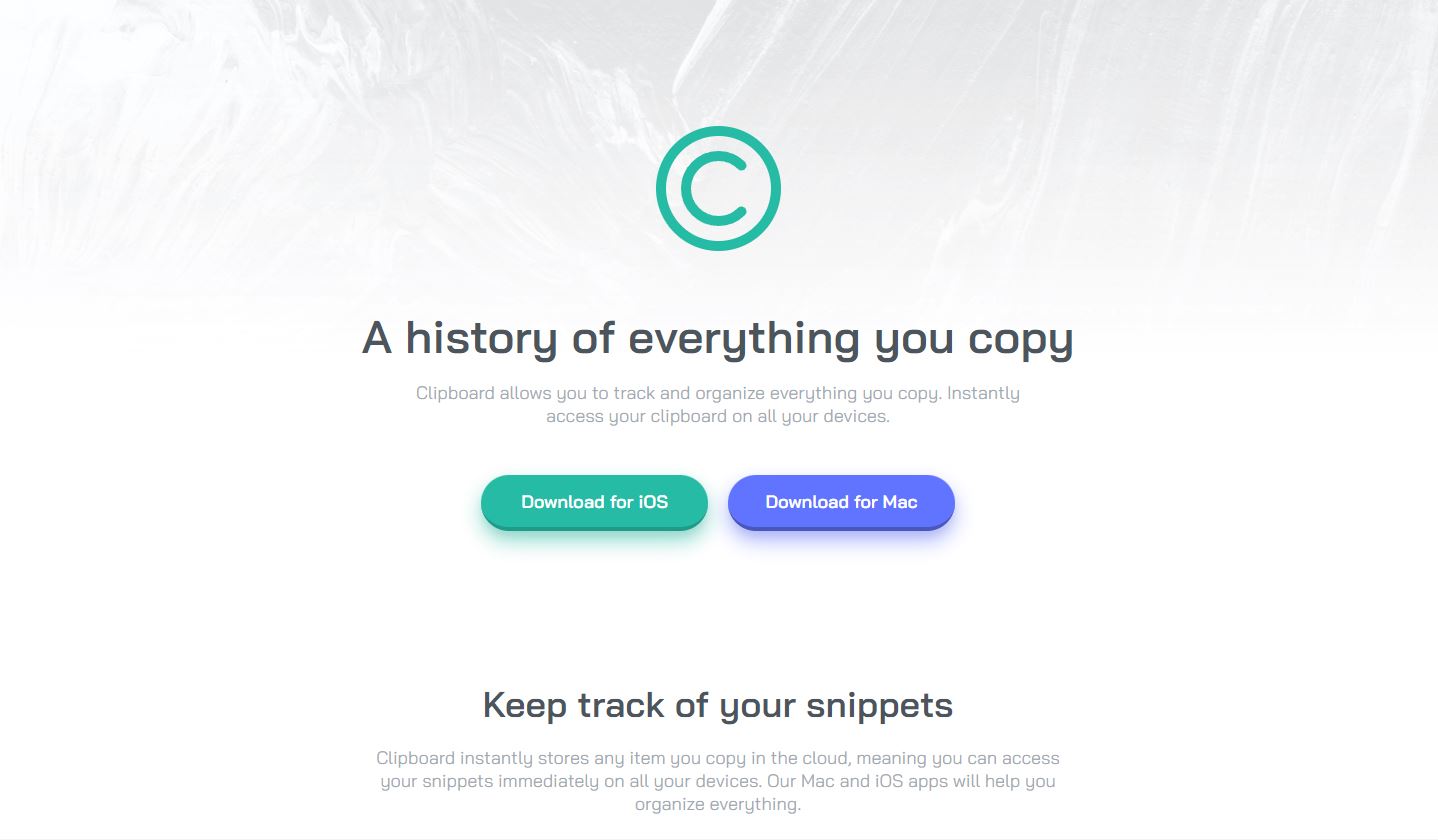 A history of everything you copy
Clipboard allows you to track and organize everything you copy. Instantly
access your clipboard on all your devices.
Download for iOS
Download for Mac
Keep track of your snippets
Clipboard instantly stores any item you copy in the cloud, meaning you can access
your snippets immediately on all your devices. Our Mac and iOS apps will help you
organize everything.